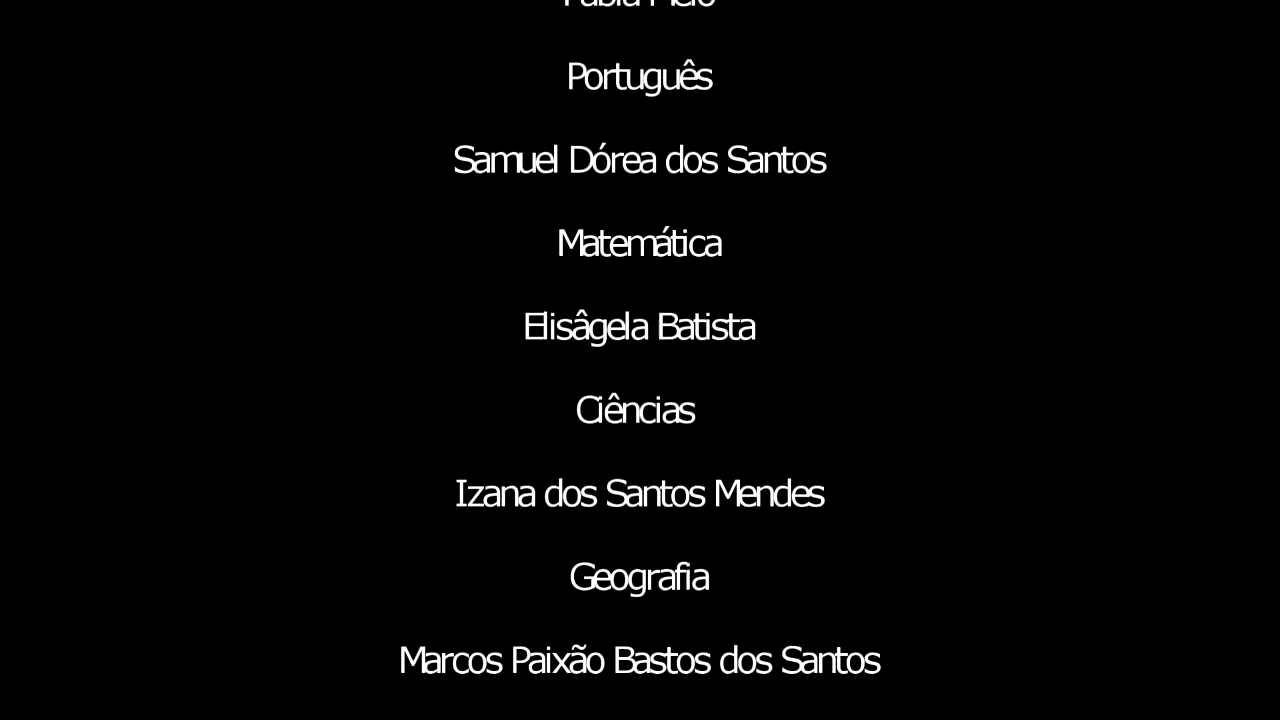 Português
Samuel Dórea dos Santos
Matemática
Elisâgela Batista
Ciências
Izana dos Santos Mendes
Geografia
Marcos Paixão Bastos dos Santos